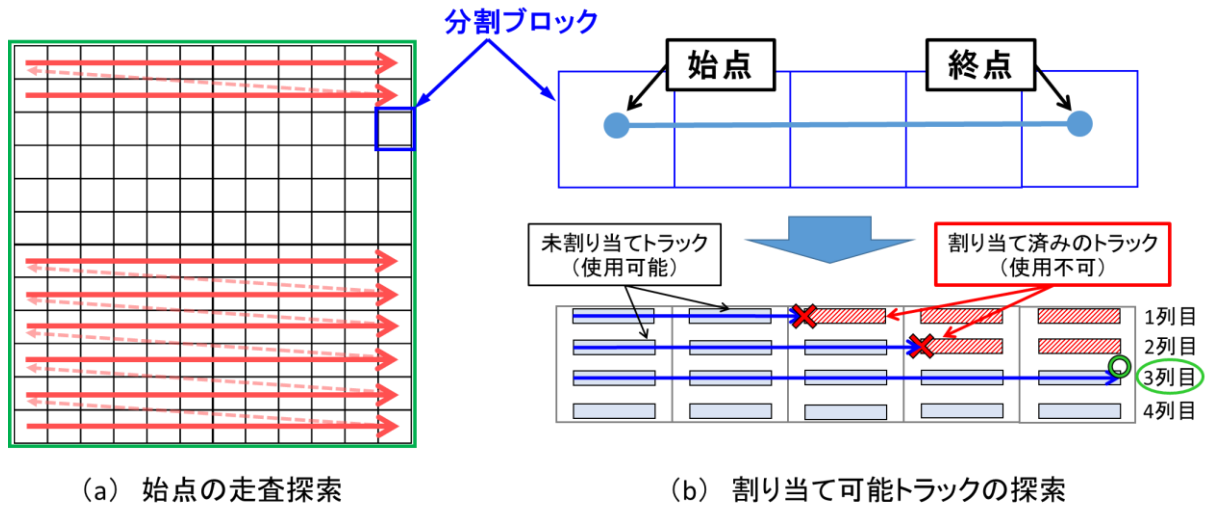 分割ブロック
始点
終点
未割り当てトラック
（使用可能）
割り当て済みのトラック
（使用不可）
1列目
2列目
3列目
4列目
（a） 始点の走査探索
（b） 割り当て可能トラックの探索